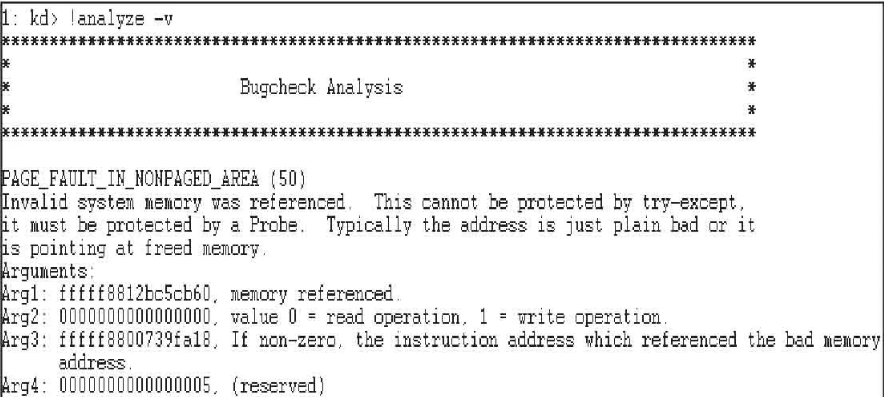 1: kd> !analyze -v
*******************************************************************************
*                                                                             *
*                        Bugcheck Analysis                                    *
*                                                                             *
*******************************************************************************
PAGE_FAULT_IN_NONPAGED_AREA (50)
Invalid system memory was referenced.  This cannot be protected by try-except,
it must be protected by a Probe.  Typically the address is just plain bad or it
is pointing at freed memory.
Arguments:
Arg1: fffff8812bc5cb60, memory referenced.
Arg2: 0000000000000000, value 0 = read operation, 1 = write operation.
Arg3: fffff8800739fa18, If non-zero, the instruction address which referenced the bad memory
address.
Arg4: 0000000000000005, (reserved)